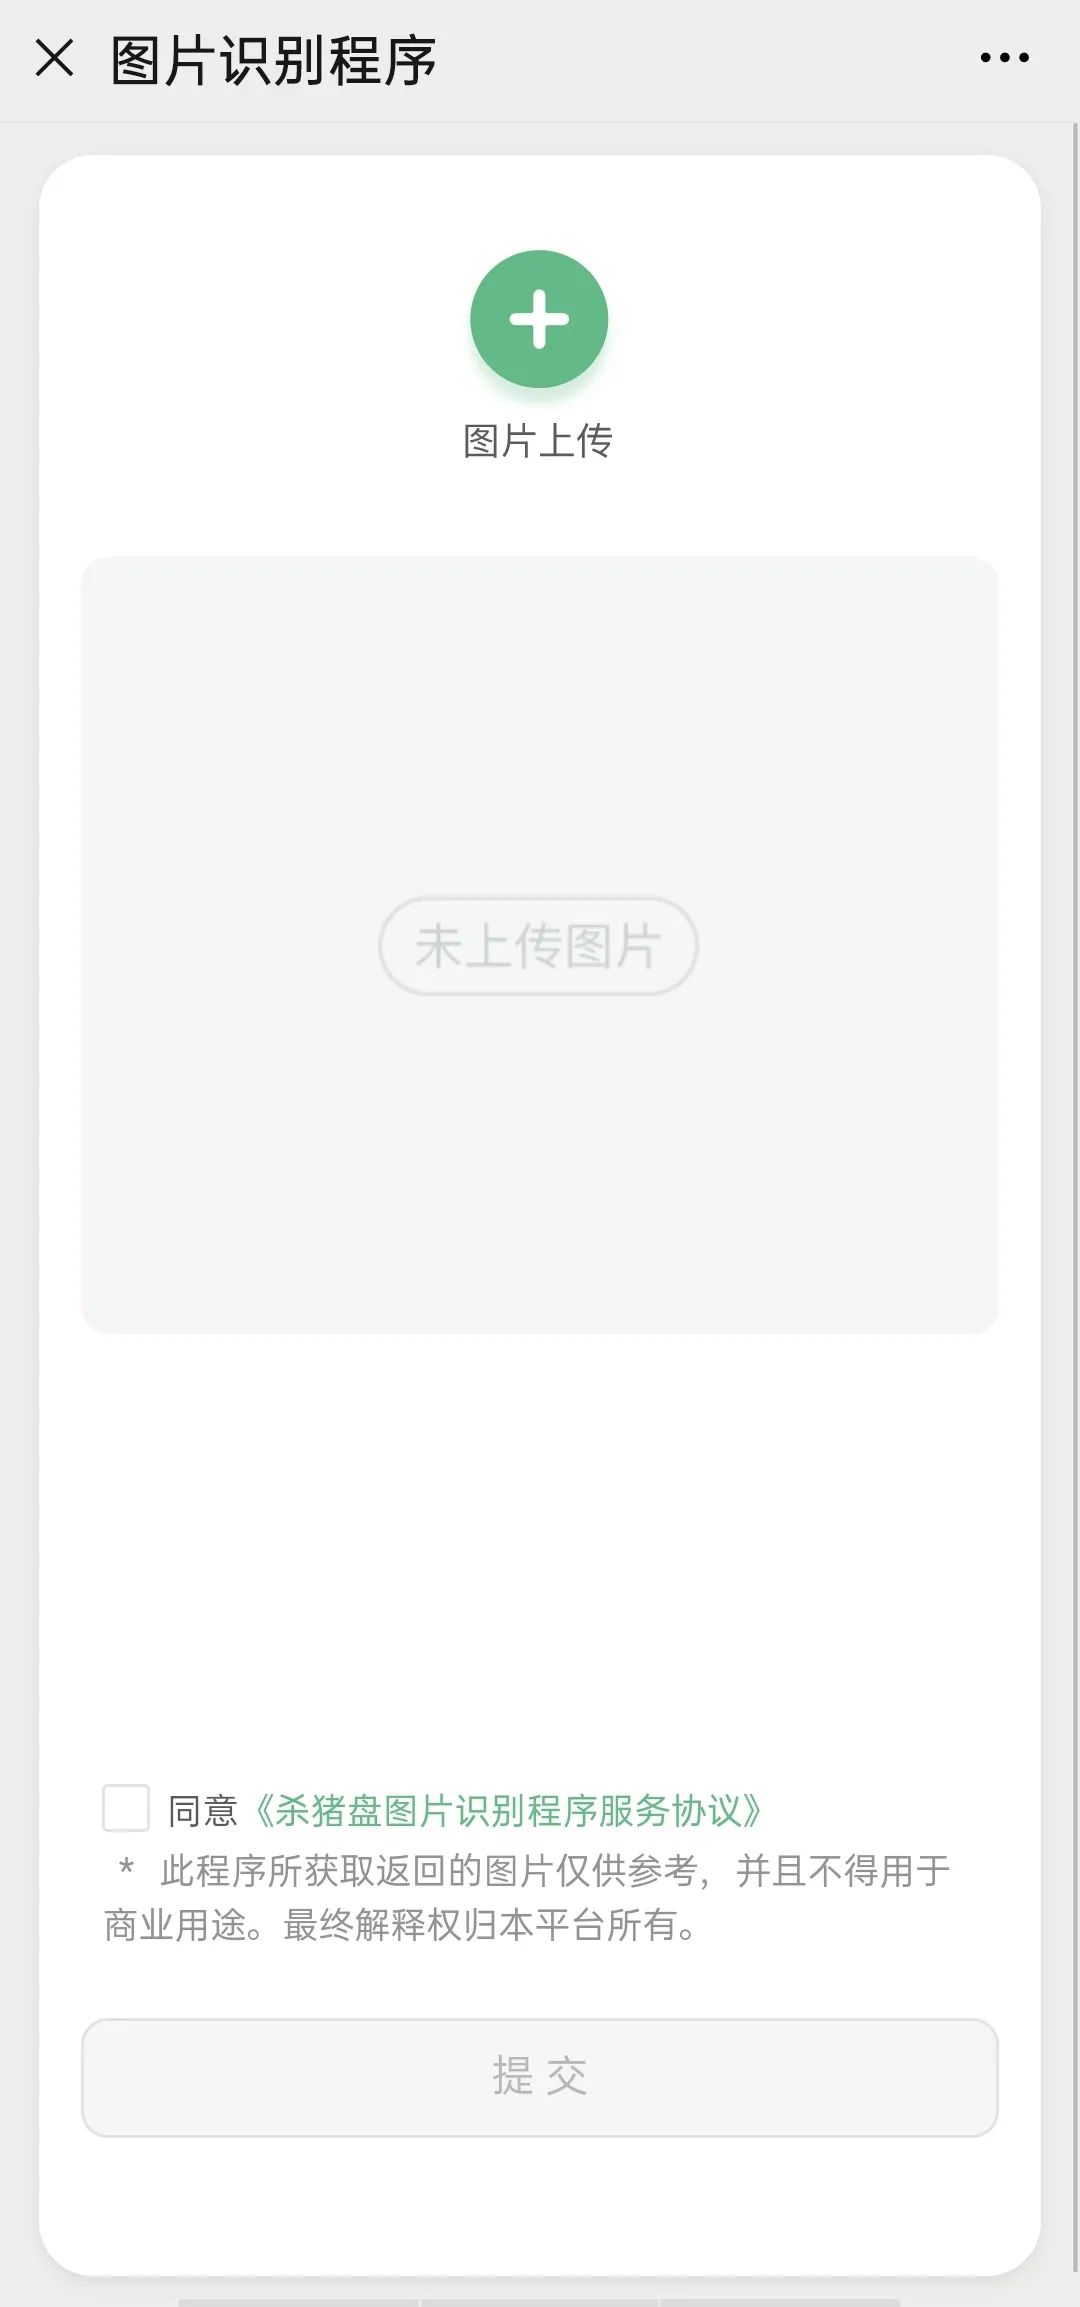 图片识别程序
图片上传
未上传图片
同意《杀猪盘图片识别程序服务协议》
* 此程序所获取返回的图片仅供参考，并且不得用于
商业用途。最终解释权归本平台所有。
提交